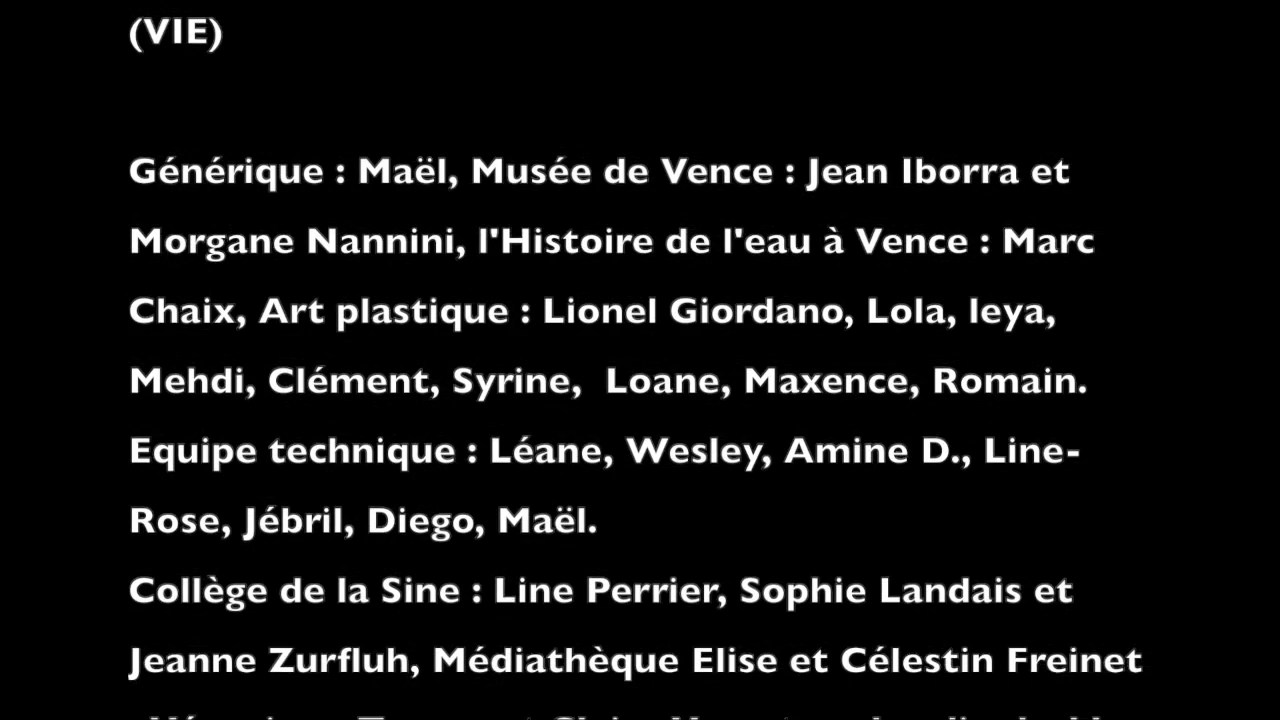 (VIE)
Générique : Maël, Musée de Vence : Jean Iborra et
Morgane Nannini, l'Histoire de l'eau à Vence : Marc
Chaix, Art plastique : Lionel Giordano, Lola, leya,
Mehdi, Clément, Syrine,  Loane, Maxence, Romain.
Equipe technique : Léane, Wesley, Amine D., Line-
Rose, Jébril, Diego, Maël.
Collège de la Sine : Line Perrier, Sophie Landais et
Jeanne Zurfluh, Médiathèque Elise et Célestin Freinet